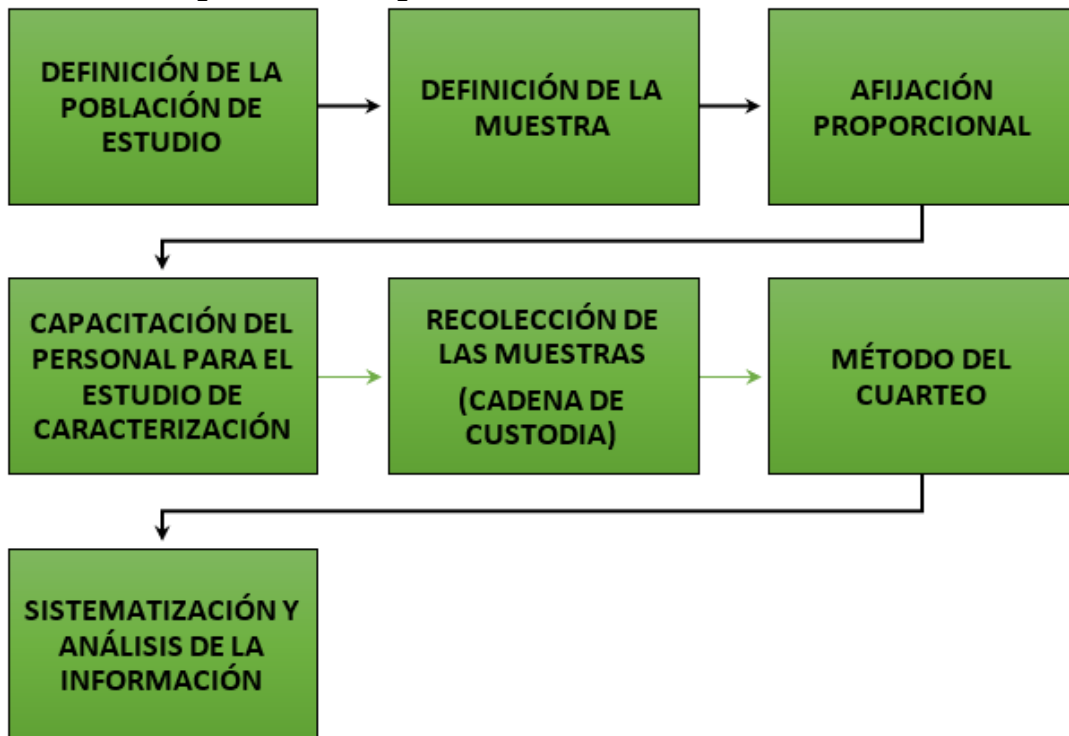 DEFINICIÓN DE LA
POBLACIÓN DE
ESTUDIO
DEFINICIÓN DE LA
MUESTRA
AFIJACIÓN
PROPORCIONAL
CAPACITACIÓN DEL
PERSONAL PARA EL
ESTUDIO DE
CARACTERIZACIÓN
RECOLECCIÓN DE
LAS MUESTRAS
(CADENA DE
CUSTODIA)
MÉTODO DEL
CUARTEO
SISTEMATIZACIÓN Y
ANÁLISIS DE LA
INFORMACIÓN